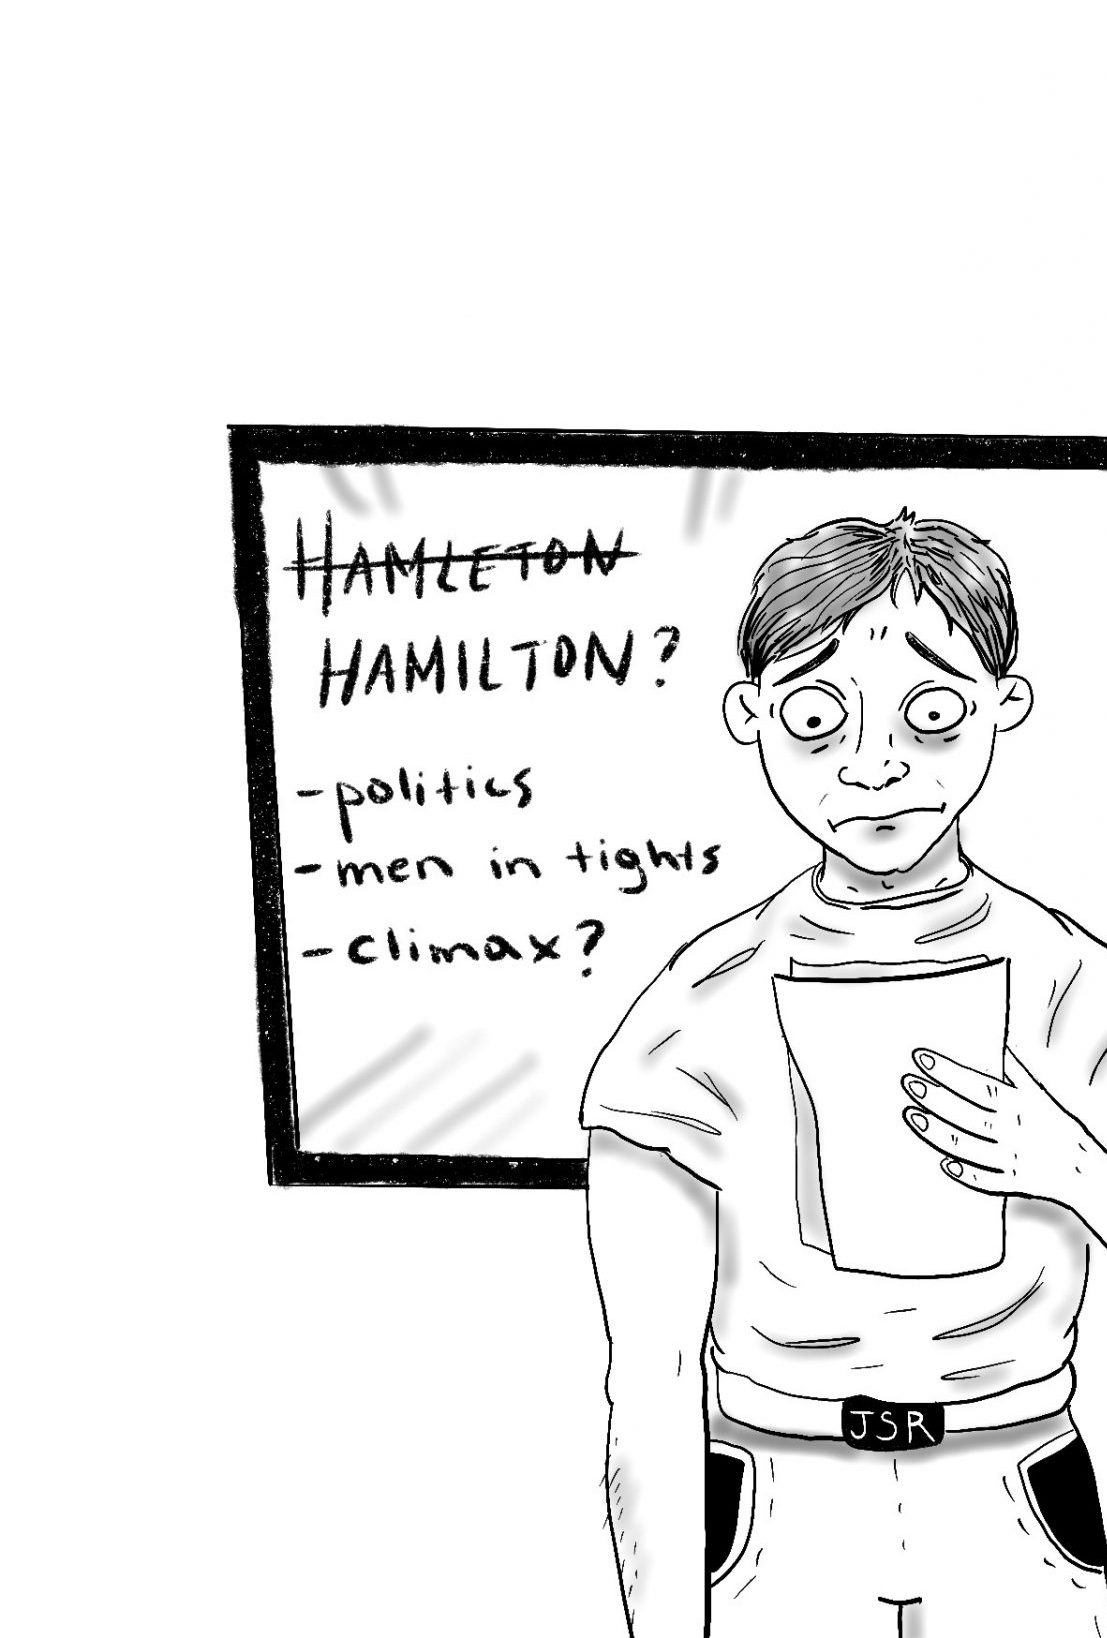 HAMLETON
HAMILTON?
-politics
-men in tights
-climax?
JSR